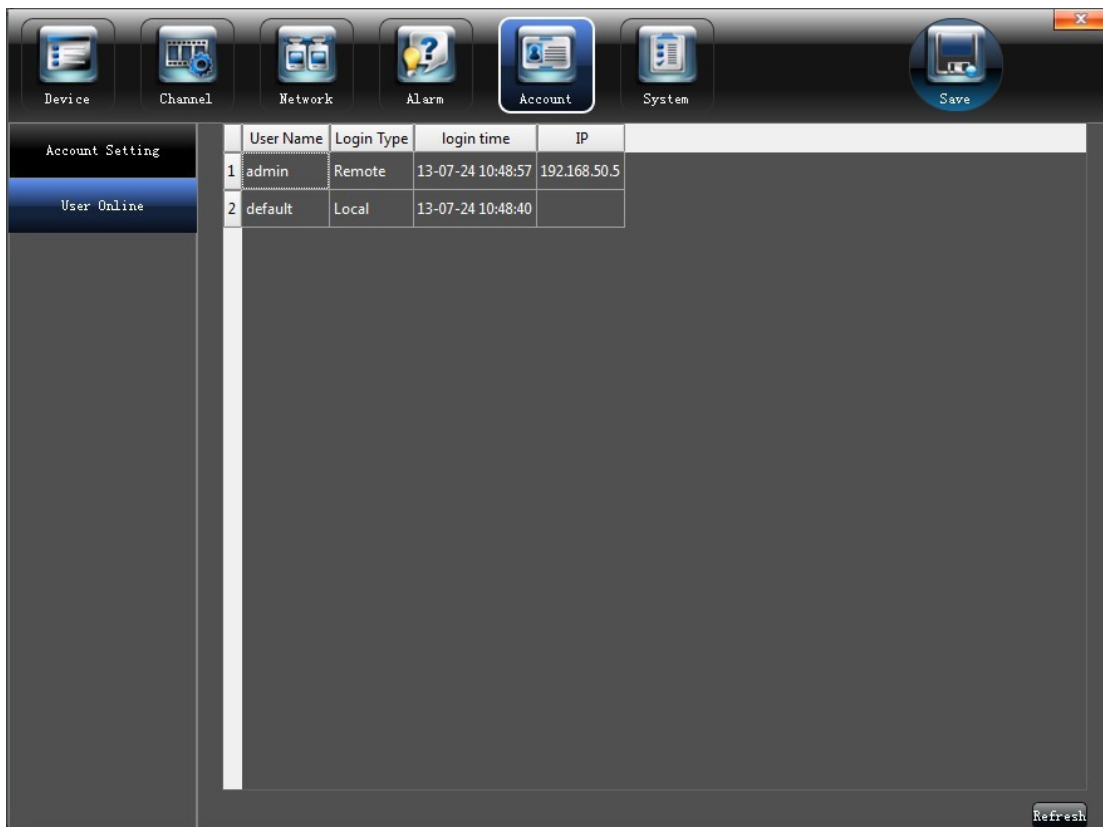 Device Channel Network Alarm Account System Save
Account Setting
User Online
User Name Login Type login time IP
1 admin Remote 13-07-24 10:48:57 192.168.50.5
2 default Local 13-07-24 10:48:40
Refresh